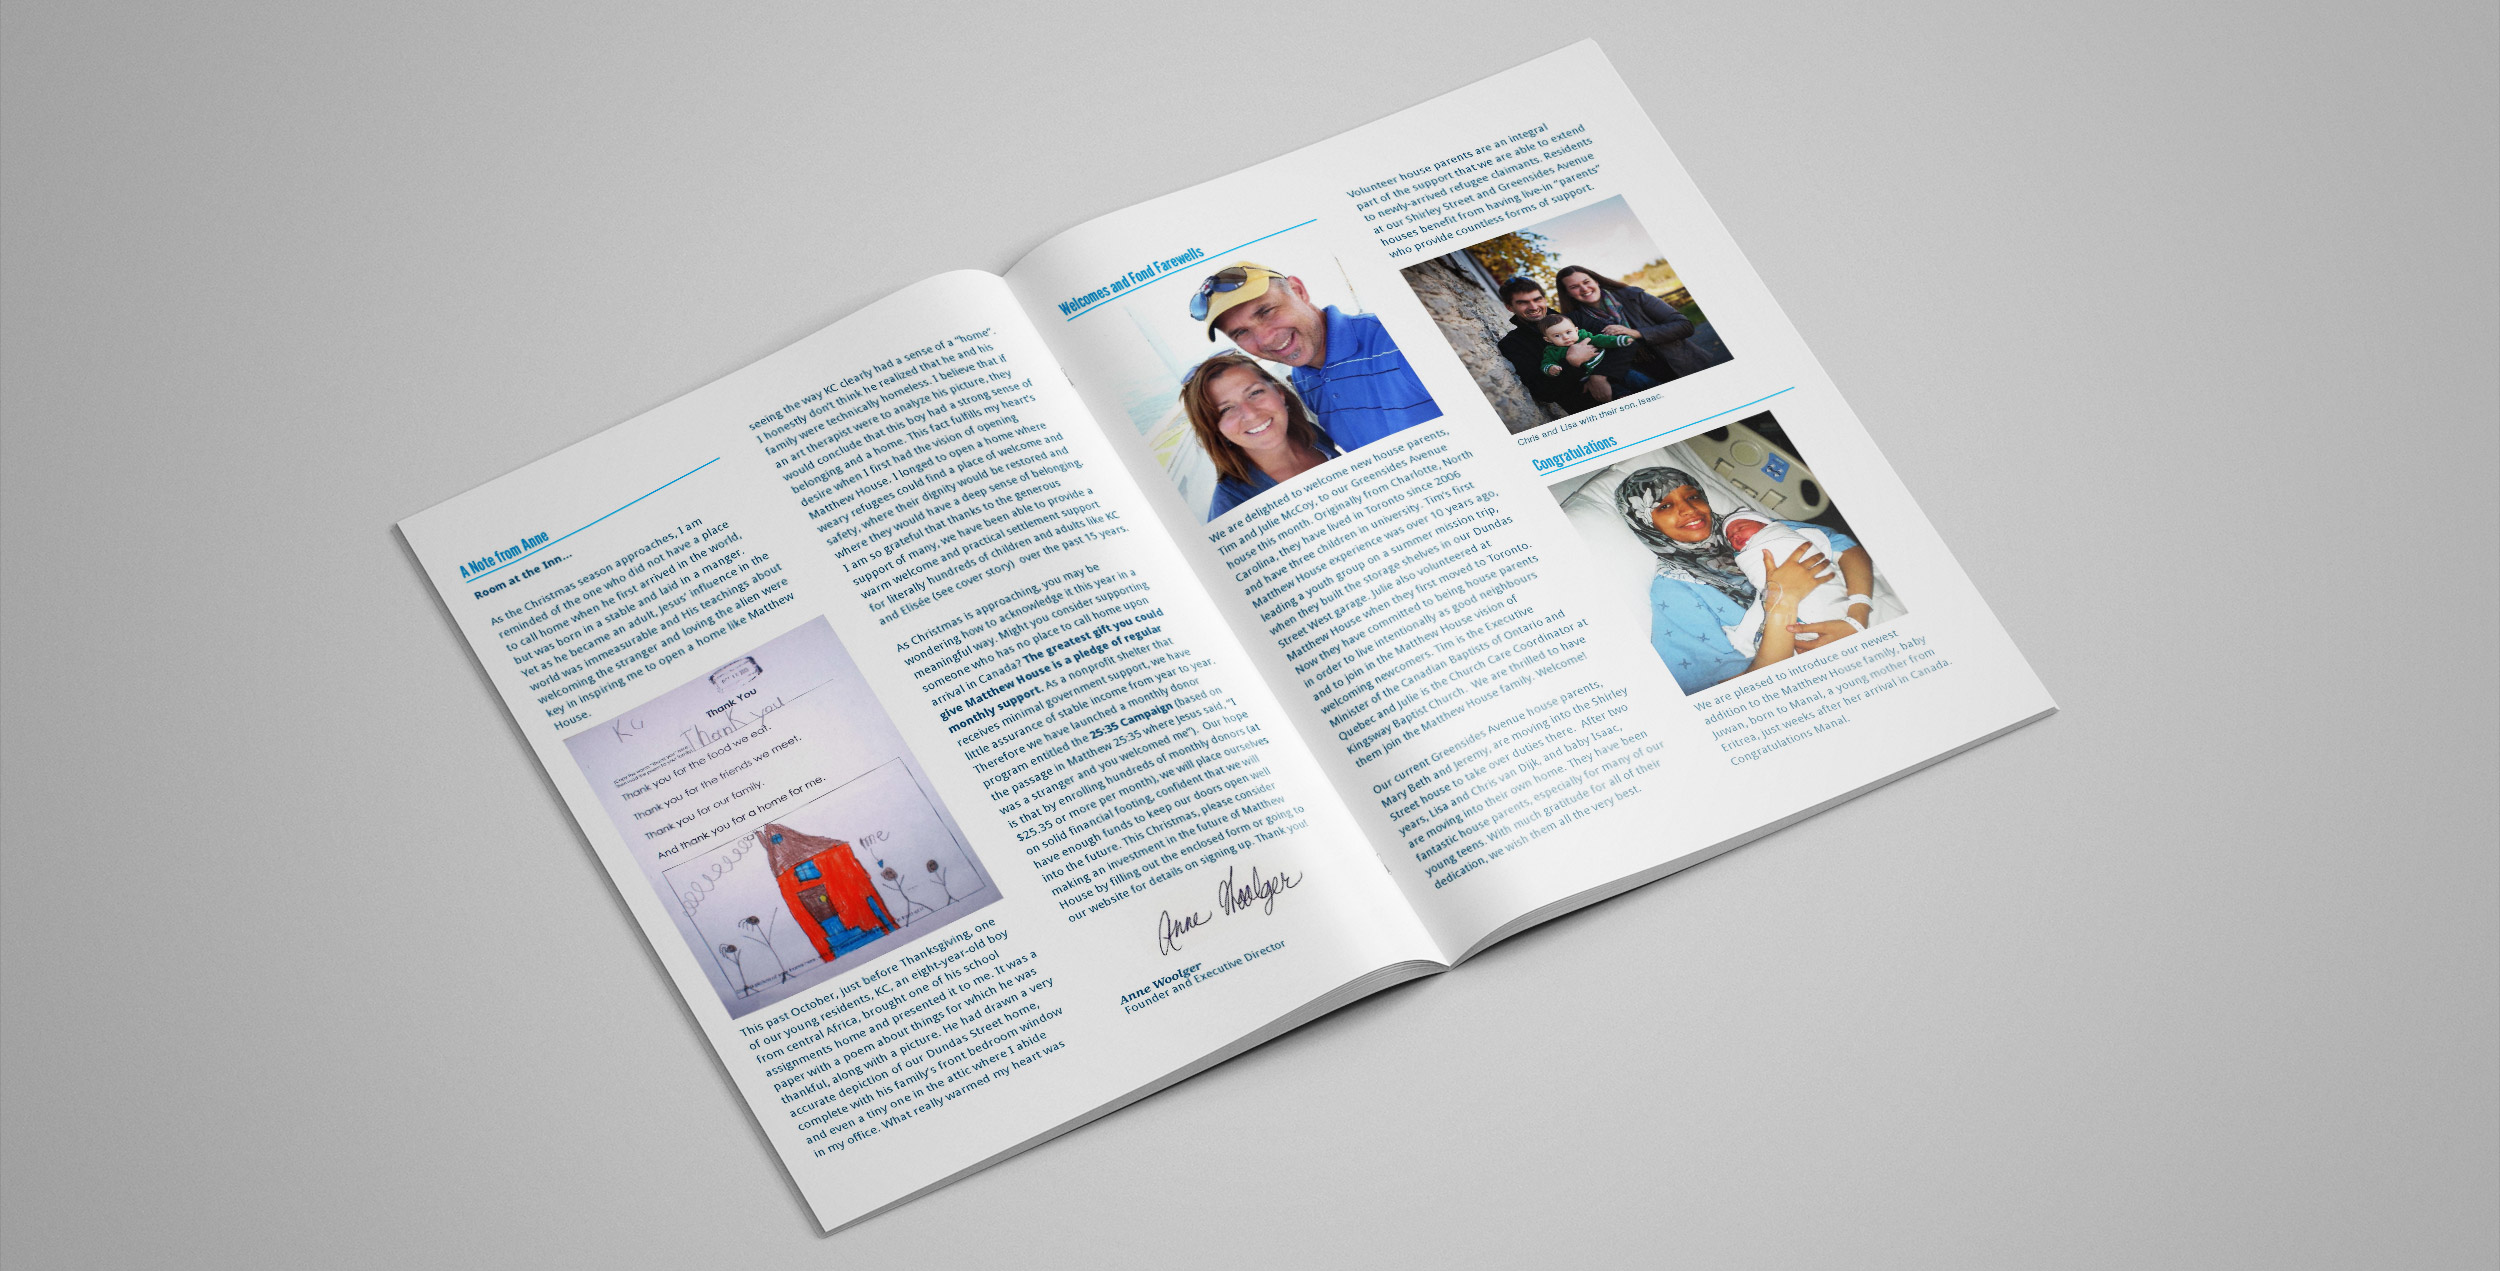 A Note from Anne
Room at the Inn...
As the Christmas season approaches, I am
reminded of the one who did not have a place
to call home when he first arrived in the world,
but was born in a stable and laid in a manger.
Yet as he became an adult, Jesus' influence in the
world was immeasurable and His teachings about
welcoming the stranger and loving the alien were
key in inspiring me to open a home like Matthew
House.
KC
Thank You
Thank you
Thank you for the food we eat.
Thank you for the friends we meet.
Thank you for our family.
And thank you for a home for me.
me
This past October, just before Thanksgiving, one
of our young residents, KC, an eight-year-old boy
from central Africa, brought one of his school
assignments home and presented it to me. It was a
paper with a poem about things for which he was
thankful, along with a picture. He had drawn a very
accurate depiction of our Dundas Street home,
complete with his family's front bedroom window
and even a tiny one in the attic where I abide
in my office. What really warmed my heart was
seeing the way KC clearly had a sense of a "home".
I honestly don't think he realized that he and his
family were technically homeless. I believe that if
an art therapist were to analyze his picture, they
would conclude that this boy had a strong sense of
belonging and a home. This fact fulfills my heart's
desire when I first had the vision of opening
Matthew House. I longed to open a home where
weary refugees could find a place of welcome and
safety, where their dignity would be restored and
where they would have a deep sense of belonging.
I am so grateful that thanks to the generous
support of many, we have been able to provide a
warm welcome and practical settlement support
for literally hundreds of children and adults like KC
and Elisée (see cover story) over the past 15 years.
As Christmas is approaching, you may be
wondering how to acknowledge it this year in a
meaningful way. Might you consider supporting
someone who has no place to call home upon
arrival in Canada? The greatest gift you could
give Matthew House is a pledge of regular
monthly support. As a nonprofit shelter that
receives minimal government support, we have
little assurance of stable income from year to year.
Therefore we have launched a monthly donor
program entitled the 25:35 Campaign (based on
the passage in Matthew 25:35 where Jesus said, "I
was a stranger and you welcomed me"). Our hope
is that by enrolling hundreds of monthly donors (at
$25.35 or more per month), we will place ourselves
on solid financial footing, confident that we will
have enough funds to keep our doors open well
into the future. This Christmas, please consider
making an investment in the future of Matthew
House by filling out the enclosed form or going to
our website for details on signing up. Thank you!
Anne Woolger
Anne Woolger
Founder and Executive Director
Welcomes and Fond Farewells
We are delighted to welcome new house parents,
Tim and Julie McCoy, to our Greensides Avenue
house this month. Originally from Charlotte, North
Carolina, they have lived in Toronto since 2006
and have three children in university. Tim's first
Matthew House experience was over 10 years ago,
leading a youth group on a summer mission trip,
when they built the storage shelves in our Dundas
Street West garage. Julie also volunteered at
Matthew House when they first moved to Toronto.
Now they have committed to being house parents
in order to live intentionally as good neighbours
and to join in the Matthew House vision of
welcoming newcomers. Tim is the Executive
Minister of the Canadian Baptists of Ontario and
Quebec and Julie is the Church Care Coordinator at
Kingsway Baptist Church. We are thrilled to have
them join the Matthew House family. Welcome!
Our current Greensides Avenue house parents,
Mary Beth and Jeremy, are moving into the Shirley
Street house to take over duties there. After two
years, Lisa and Chris van Dijk, and baby Isaac,
are moving into their own home. They have been
fantastic house parents, especially for many of our
young teens. With much gratitude for all of their
dedication, we wish them all the very best.
Volunteer house parents are an integral
part of the support that we are able to extend
to newly-arrived refugee claimants. Residents
at our Shirley Street and Greensides Avenue
houses benefit from having live-in "parents"
who provide countless forms of support.
Chris and Lisa with their son, Isaac.
Congratulations
We are pleased to introduce our newest
addition to the Matthew House family, baby
Juwan, born to Manal, a young mother from
Eritrea, just weeks after her arrival in Canada.
Congratulations Manal.